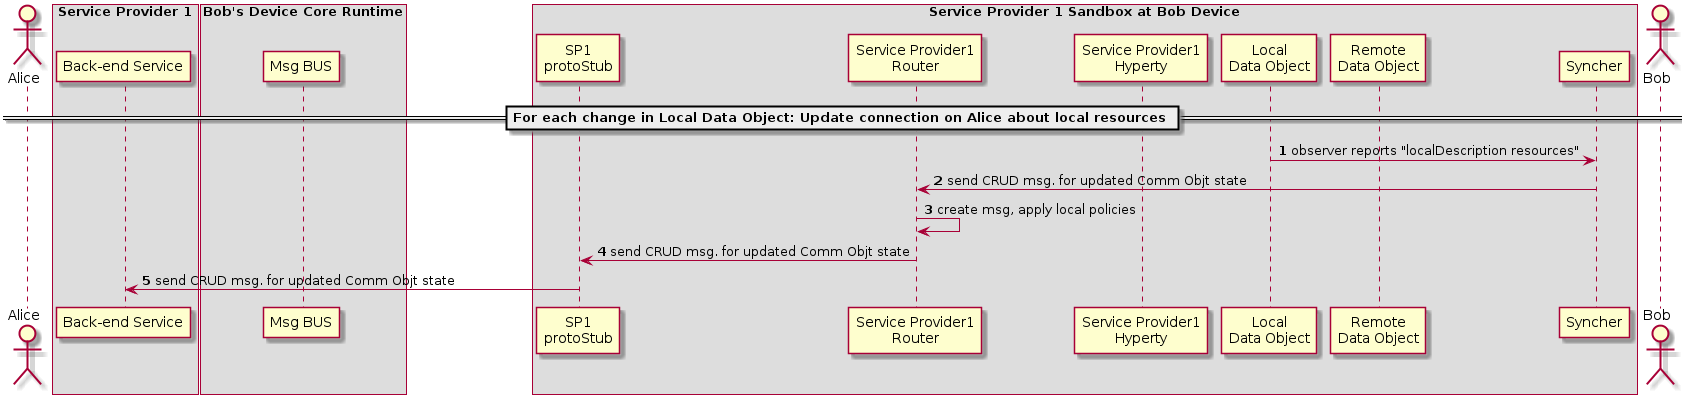 Service Provider 1
Bob's Device Core Runtime
Service Provider 1 Sandbox at Bob Device
Alice
Back-end Service
Msg BUS
SP1
protoStub
Service Provider1
Router
Service Provider1
Hyperty
Local
Data Object
Remote
Data Object
Syncher
Bob
For each change in Local Data Object: Update connection on Alice about local resources
1 observer reports "localDescription resources"
2 send CRUD msg. for updated Comm Objt state
3 create msg, apply local policies
4 send CRUD msg. for updated Comm Objt state
5 send CRUD msg. for updated Comm Objt state
Alice
Back-end Service
Msg BUS
SP1
protoStub
Service Provider1
Router
Service Provider1
Hyperty
Local
Data Object
Remote
Data Object
Syncher
Bob